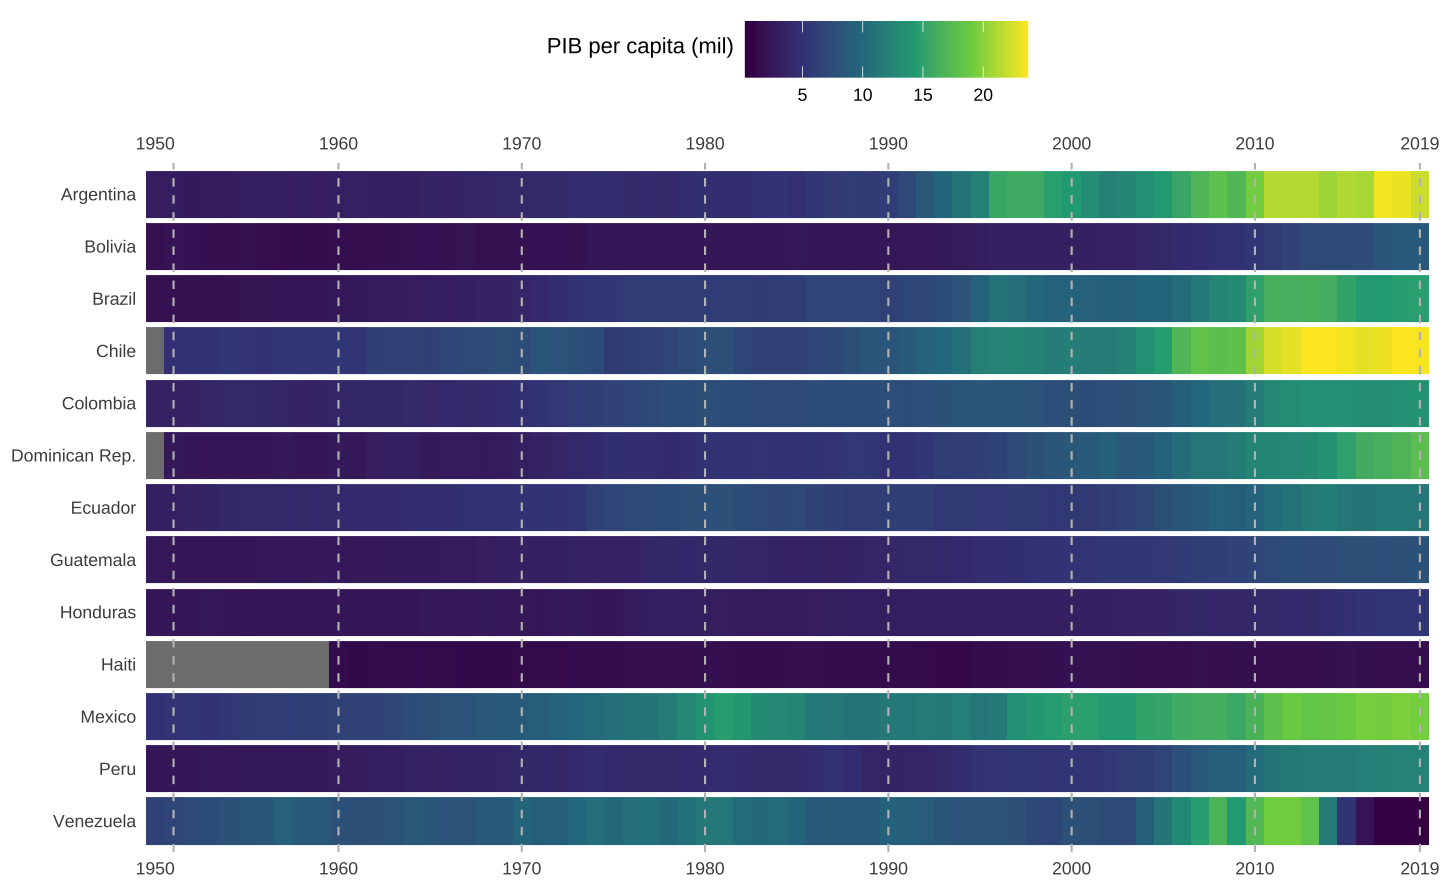 PIB per capita (mil)
5 10 15 20
1950 1960 1970 1980 1990 2000 2010 2019
Argentina
Bolivia
Brazil
Chile
Colombia
Dominican Rep.
Ecuador
Guatemala
Honduras
Haiti
Mexico
Peru
Venezuela
1950 1960 1970 1980 1990 2000 2010 2019